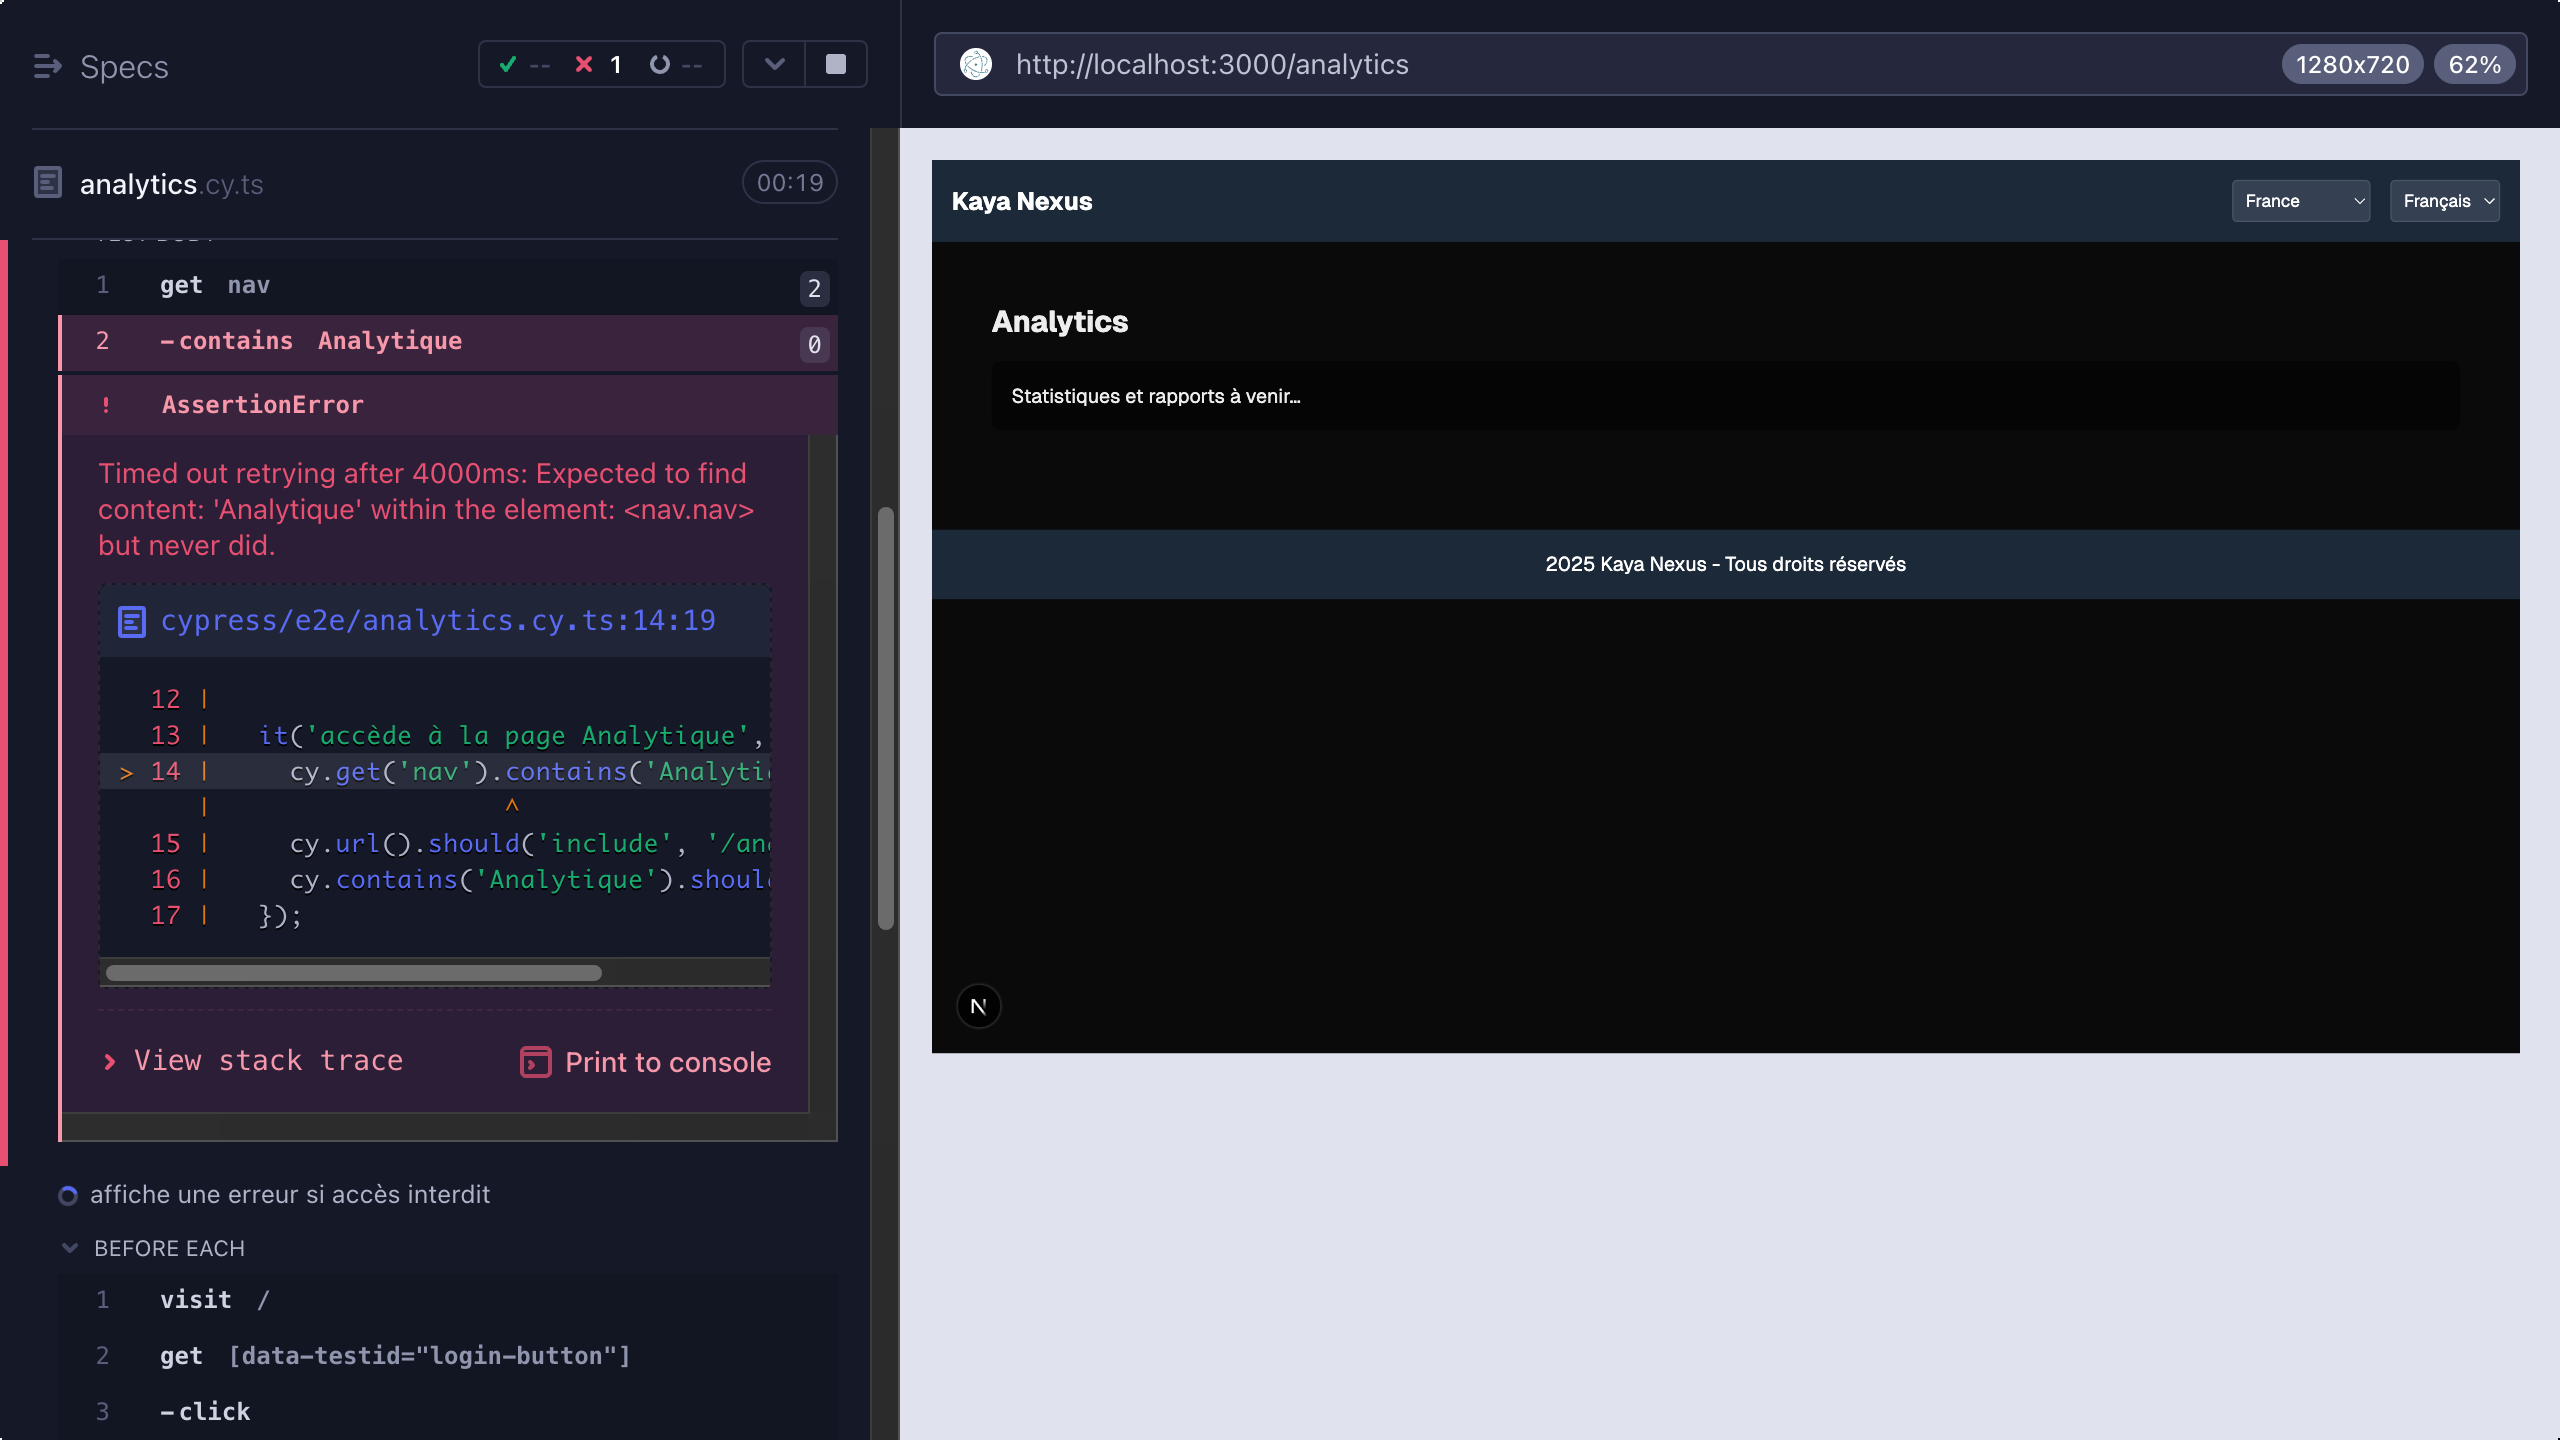 Specs
-- 1 --
analytics.cy.ts
00:19
1 get nav 2
2 -contains Analytique 0
! AssertionError
Timed out retrying after 4000ms: Expected to find
content: 'Analytique' within the element: <nav.nav>
but never did.
cypress/e2e/analytics.cy.ts:14:19
12 |
13 | it('accède à la page Analytique',
> 14 | cy.get('nav').contains('Analytic
| ^
15 | cy.url().should('include', '/ana
16 | cy.contains('Analytique').should
17 | });
View stack trace
Print to console
affiche une erreur si accès interdit
BEFORE EACH
1 visit /
2 get [data-testid="login-button"]
3 -click
http://localhost:3000/analytics
1280x720
62%
Kaya Nexus
France
Français
Analytics
Statistiques et rapports à venir...
2025 Kaya Nexus - Tous droits réservés
N